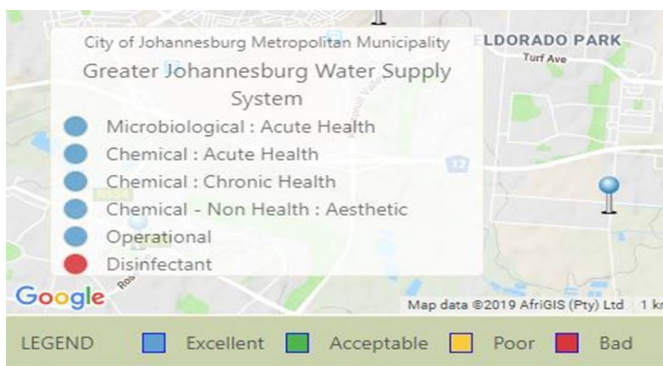 City of Johannesburg Metropolitan Municipality
ELDORADO PARK
Turf Ave
Greater Johannesburg Water Supply
System
Microbiological : Acute Health
Chemical : Acute Health
Chemical : Chronic Health
12
Chemical - Non Health : Aesthetic
Operational
Disinfectant
Google
Map data ©2019 AfriGIS (Pty) Ltd
LEGEND Excellent Acceptable Poor Bad